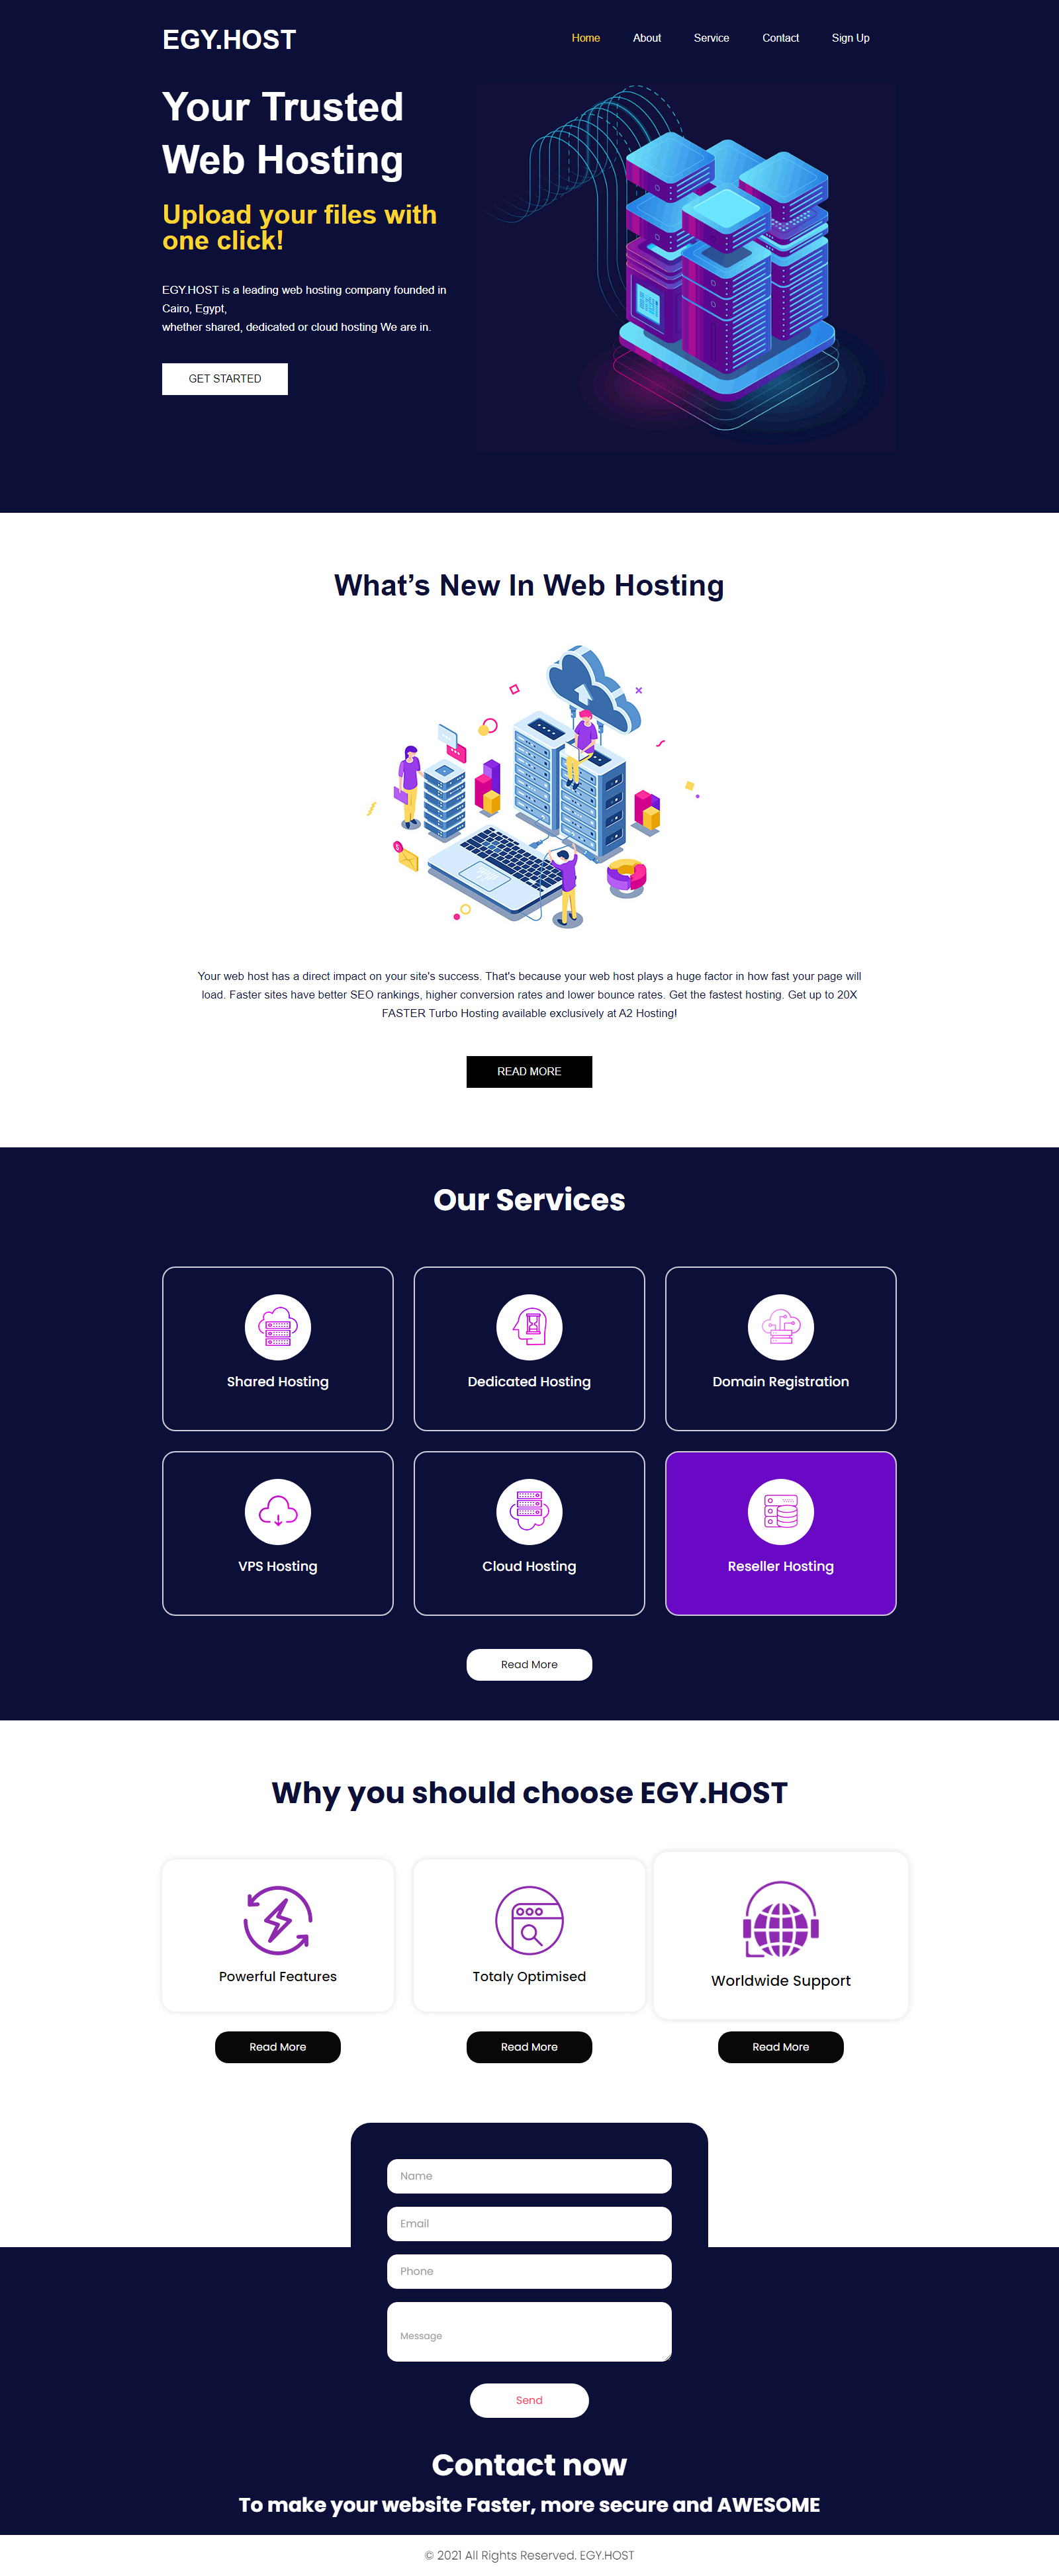 EGY.HOST
Home About Service Contact Sign Up
Your Trusted
Web Hosting
Upload your files with
one click!
EGY.HOST is a leading web hosting company founded in
Cairo, Egypt,
whether shared, dedicated or cloud hosting We are in.
GET STARTED
What's New In Web Hosting
Your web host has a direct impact on your site's success. That's because your web host plays a huge factor in how fast your page will
load. Faster sites have better SEO rankings, higher conversion rates and lower bounce rates. Get the fastest hosting. Get up to 20X
FASTER Turbo Hosting available exclusively at A2 Hosting!
READ MORE
Our Services
Shared Hosting
Dedicated Hosting
Domain Registration
VPS Hosting
Cloud Hosting
Reseller Hosting
Read More
Why you should choose EGY.HOST
Powerful Features
Totaly Optimised
Worldwide Support
Read More
Read More
Read More
Name
Email
Phone
Message
Send
Contact now
To make your website Faster, more secure and AWESOME
© 2021 All Rights Reserved. EGY.HOST